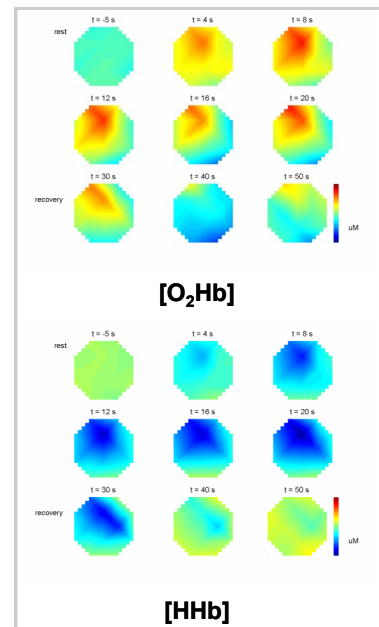 t = -5 s t = 4 s t = 8 s
rest
t = 12 s t = 16 s t = 20 s
t = 30 s t = 40 s t = 50 s
recovery
uM
[O₂Hb]
t = -5 s t = 4 s t = 8 s
rest
t = 12 s t = 16 s t = 20 s
t = 30 s t = 40 s t = 50 s
recovery
uM
[HHb]